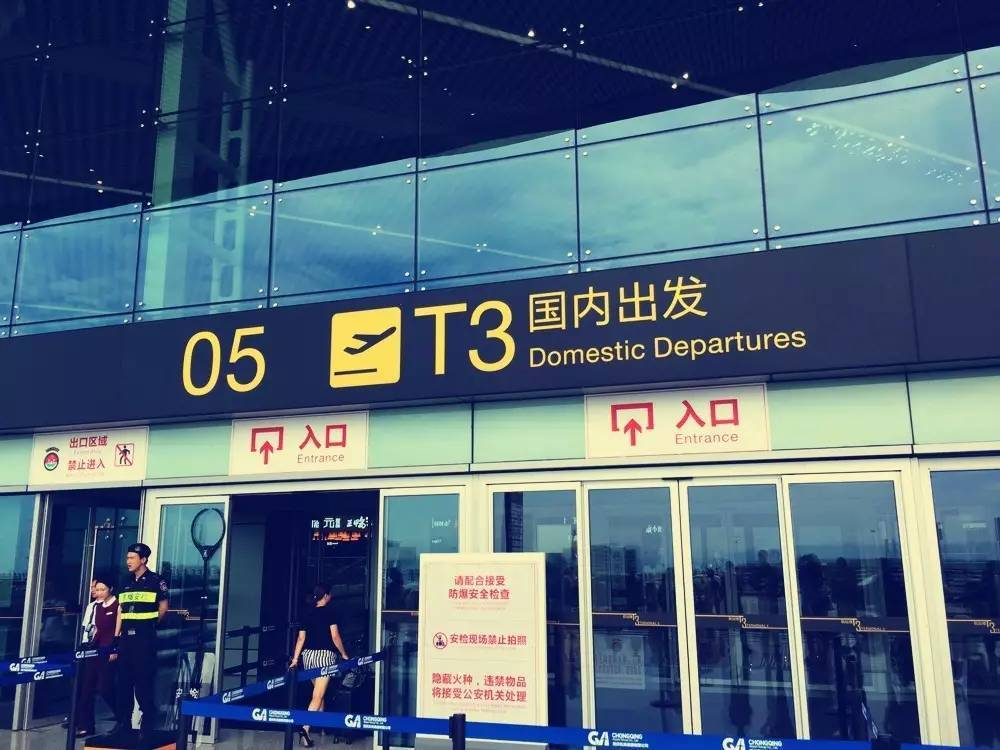 05
T3
国内出发
Domestic Departures
出口区域
禁止进入
入口
Entrance
入口
Entrance
请配合接受
防爆安全检查
安检现场禁止拍照
隐藏火种，违禁物品
将接受公安机关处理
CHONGQING
CHONGQING
CHONGQING